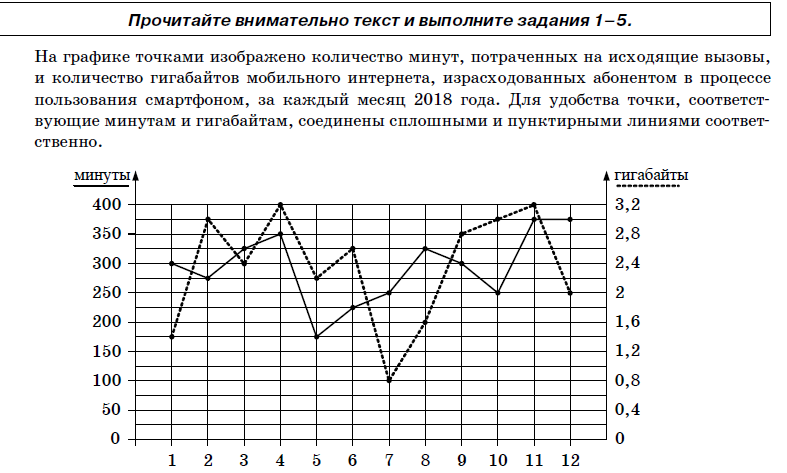 Прочитайте внимательно текст и выполните задания 1–5.
На графике точками изображено количество минут, потраченных на исходящие вызовы,
и количество гигабайтов мобильного интернета, израсходованных абонентом в процессе
пользования смартфоном, за каждый месяц 2018 года. Для удобства точки, соответст-
вующие минутам и гигабайтам, соединены сплошными и пунктирными линиями соответ-
ственно.
минуты гигабайты
400 3,2
350 2,8
300 2,4
250 2
200 1,6
150 1,2
100 0,8
50 0,4
0 0
1 2 3 4 5 6 7 8 9 10 11 12